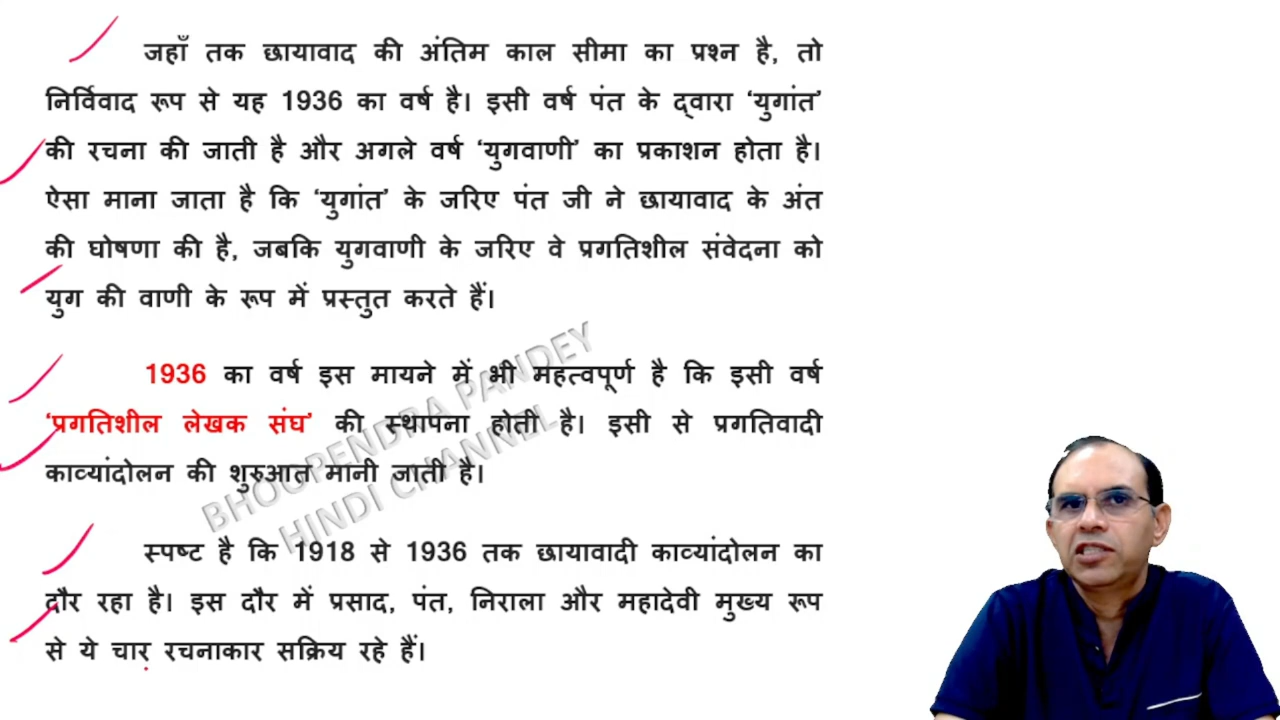 जहाँ तक छायावाद की अंतिम काल सीमा का प्रश्न है, तो
निर्विवाद रूप से यह 1936 का वर्ष है। इसी वर्ष पंत के द्वारा ‘युगांत’
की रचना की जाती है और अगले वर्ष ‘युगवाणी’ का प्रकाशन होता है।
ऐसा माना जाता है कि ‘युगांत’ के जरिए पंत जी ने छायावाद के अंत
की घोषणा की है, जबकि युगवाणी के जरिए वे प्रगतिशील संवेदना को
युग की वाणी के रूप में प्रस्तुत करते हैं।
1936 का वर्ष इस मायने में भी महत्वपूर्ण है कि इसी वर्ष
‘प्रगतिशील लेखक संघ’ की स्थापना होती है। इसी से प्रगतिवादी
काव्यांदोलन की शुरुआत मानी जाती है।
BHOOPENDRA PANDEY
HINDI CHANNEL
स्पष्ट है कि 1918 से 1936 तक छायावादी काव्यांदोलन का
दौर रहा है। इस दौर में प्रसाद, पंत, निराला और महादेवी मुख्य रूप
से ये चार रचनाकार सक्रिय रहे हैं।